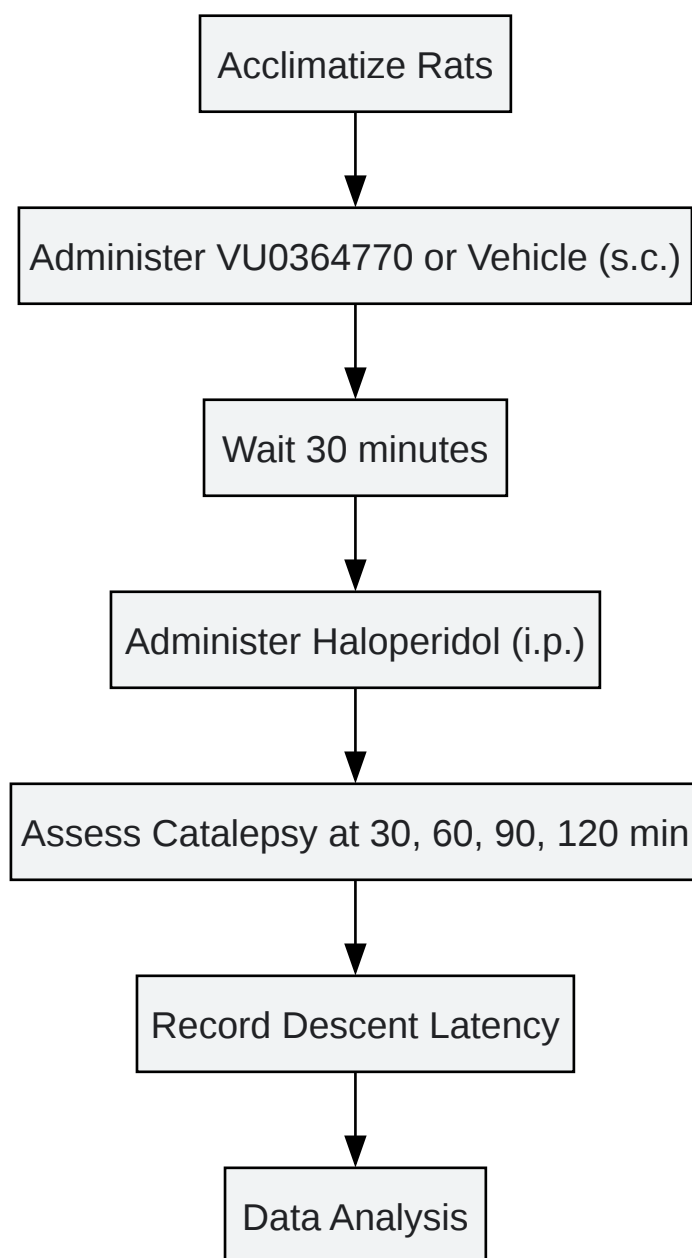 Acclimatize Rats
Administer VU0364770 or Vehicle (s.c.)
Wait 30 minutes
Administer Haloperidol (i.p.)
Assess Catalepsy at 30, 60, 90, 120 min
Record Descent Latency
Data Analysis